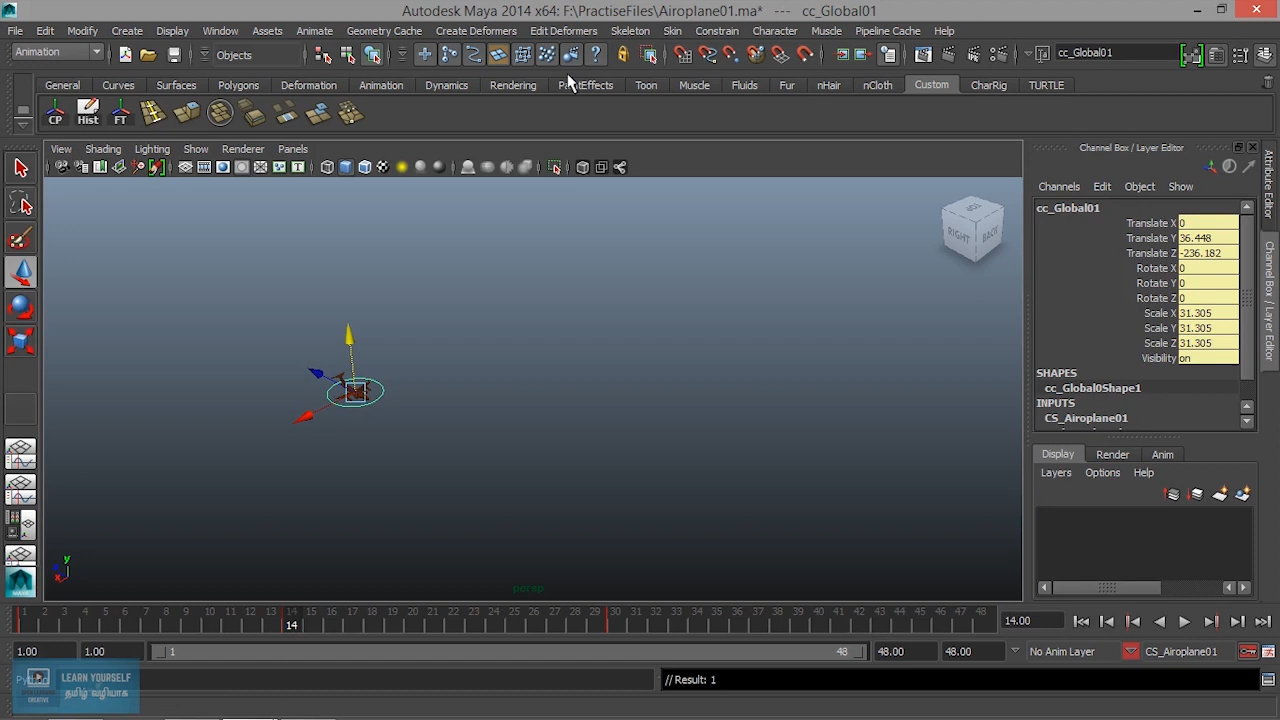 Autodesk Maya 2014 x64: F:\PractiseFiles\Airoplane01.ma* --- cc_Global01
File Edit Modify Create Display Window Assets Animate Geometry Cache Create Deformers Edit Deformers Skeleton Skin Constrain Character Muscle Pipeline Cache Help
Animation Objects cc_Global01
General Curves Surfaces Polygons Deformation Animation Dynamics Rendering PaintEffects Toon Muscle Fluids Fur nHair nCloth Custom CharRig TURTLE
CP Hist FT
View Shading Lighting Show Renderer Panels
Channel Box / Layer Editor
Channels Edit Object Show
cc_Global01
Translate X 0
Translate Y 36.448
Translate Z -236.182
Rotate X 0
Rotate Y 0
Rotate Z 0
Scale X 31.305
Scale Y 31.305
Scale Z 31.305
Visibility on
SHAPES
cc_Global0Shape1
INPUTS
CS_Airoplane01
Attribute Editor
Channel Box / Layer Editor
RIGHT BACK
Display Render Anim
Layers Options Help
y
x
persp
1 2 3 4 5 6 7 8 9 10 11 12 13 14 15 16 17 18 19 20 21 22 23 24 25 26 27 28 29 30 31 32 33 34 35 36 37 38 39 40 41 42 43 44 45 46 47 48
14
14.00
1.00 1.00 1 48 48.00 48.00 No Anim Layer CS_Airoplane01
// Result: 1
LEARN YOURSELF
தமிழ் வழியாக
CREATIVE